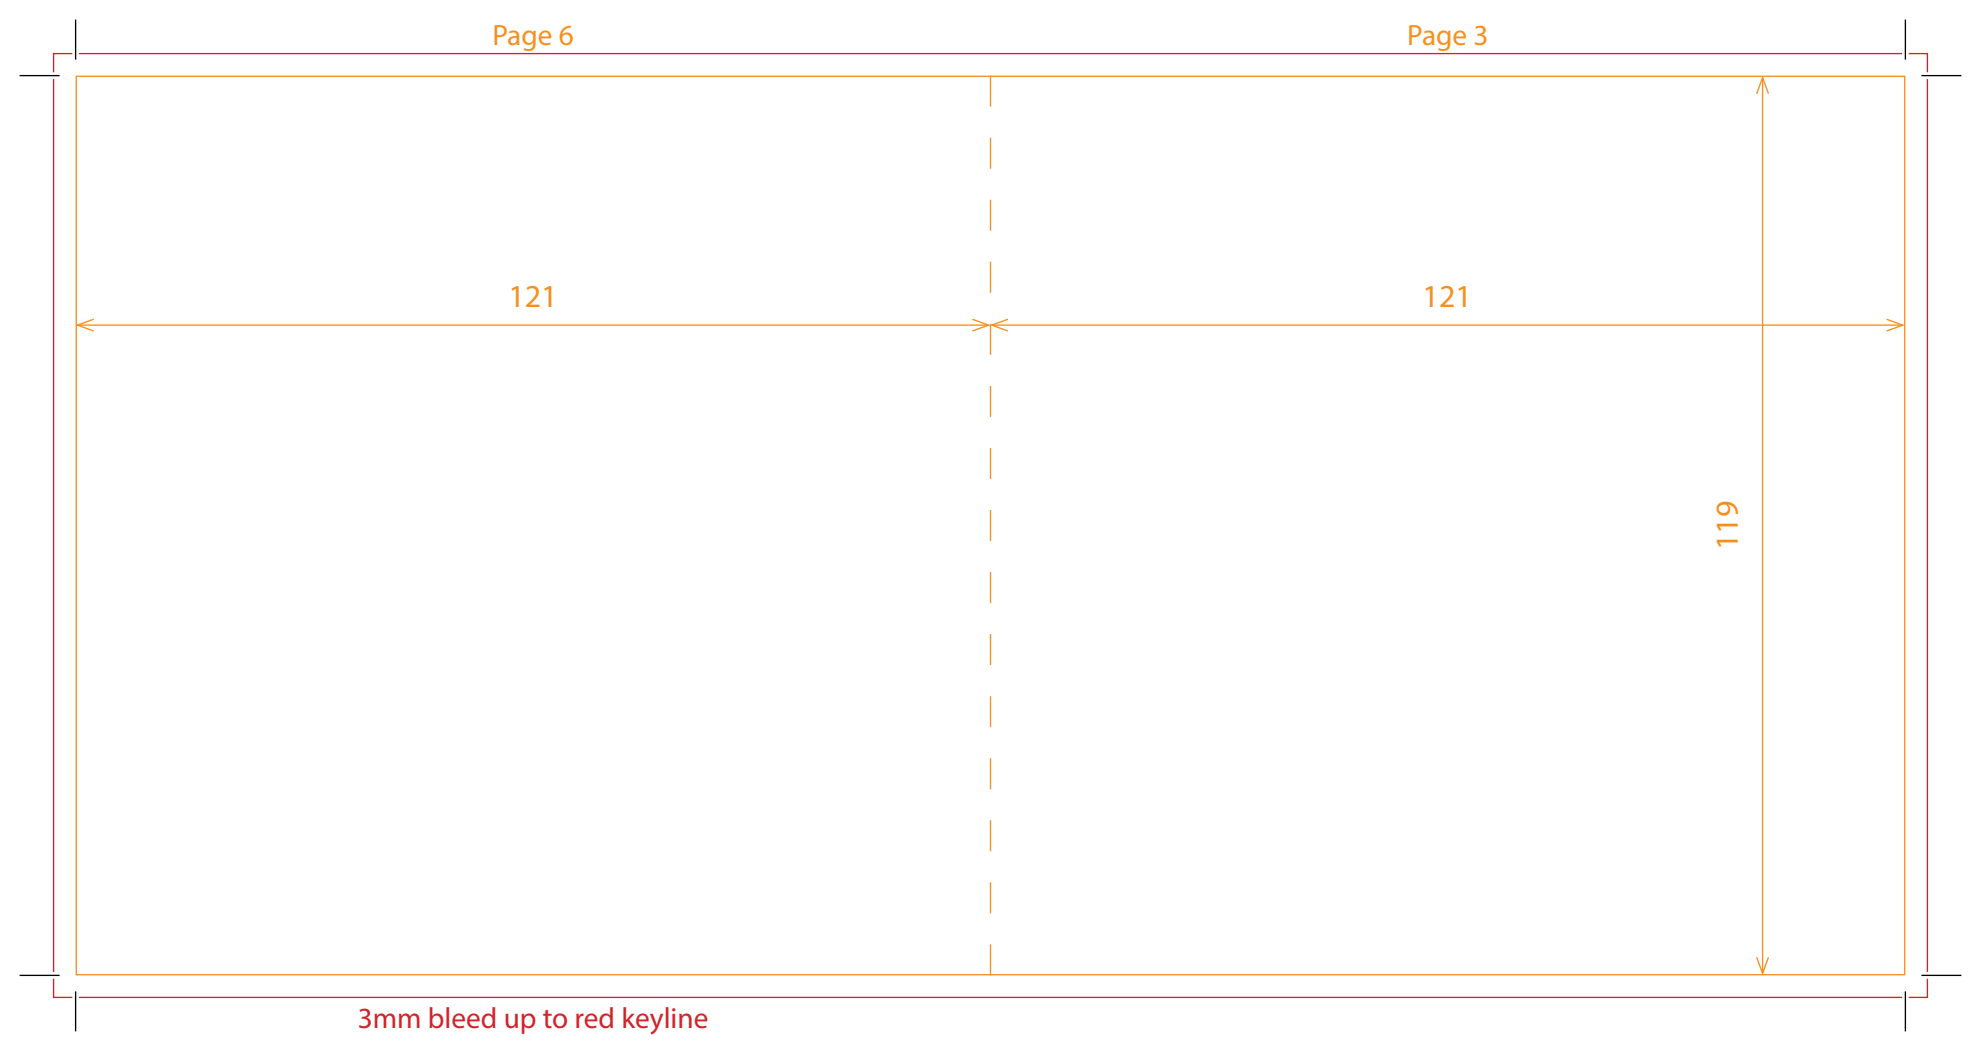 Page 6
Page 3
121
121
119
3mm bleed up to red keyline